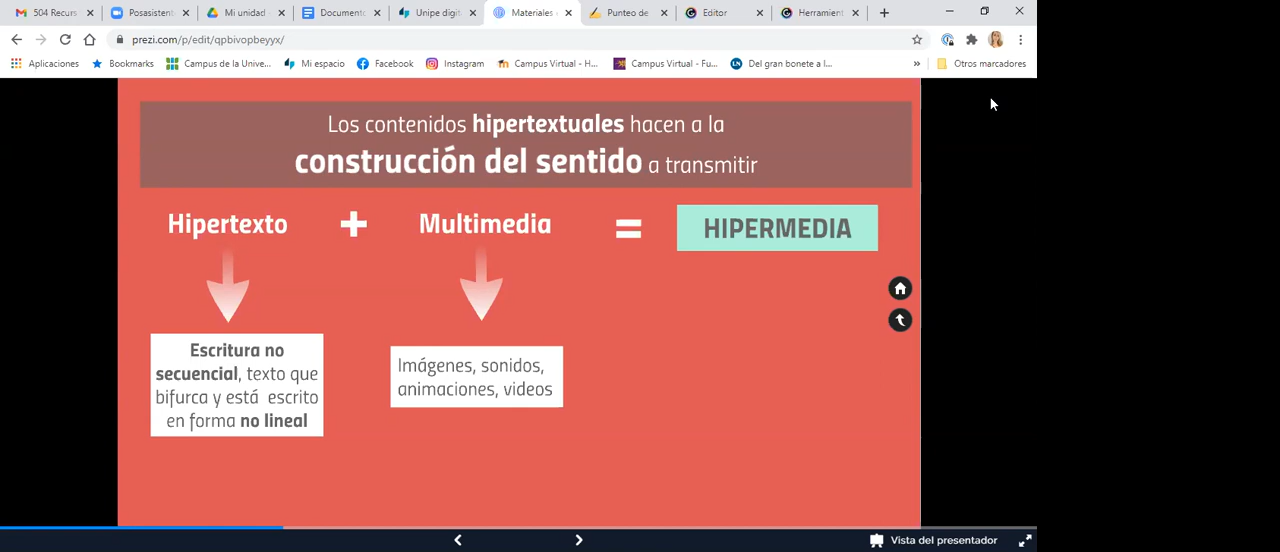 504 Recurs
Posasistent
Mi unidad
Documento
Unipe digit
Materiales
Punteo de
Editor
Herramient
prezi.com/p/edit/qpbivopbeyyx/
Aplicaciones
Bookmarks
Campus de la Unive...
Mi espacio
Facebook
Instagram
Campus Virtual - H...
Campus Virtual - Fu...
LN
Del gran bonete a l...
»
Otros marcadores
Los contenidos hipertextuales hacen a la
construcción del sentido a transmitir
Hipertexto + Multimedia = HIPERMEDIA
Escritura no
secuencial, texto que
bifurca y está escrito
en forma no lineal
Imágenes, sonidos,
animaciones, videos
Vista del presentador